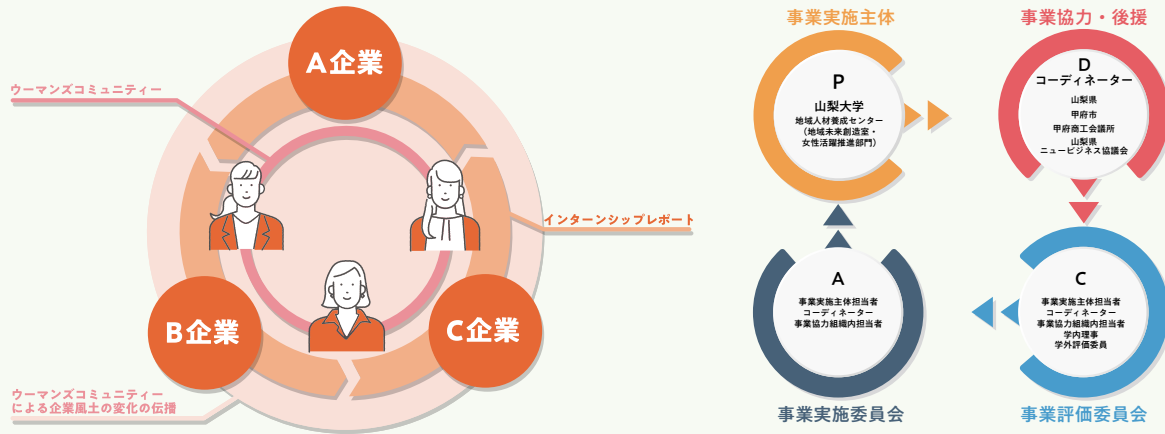 A企業
ウーマンズコミュニティー
インターンシップレポート
B企業
C企業
ウーマンズコミュニティー
による企業風土の変化の伝播
事業実施主体
P
山梨大学
地域人材養成センター
（地域未来創造室・
女性活躍推進部門）
事業協力・後援
D
コーディネーター
山梨県
甲府市
甲府商工会議所
山梨県
ニュービジネス協議会
A
事業実施主体担当者
コーディネーター
事業協力組織内担当者
事業実施委員会
C
事業実施主体担当者
コーディネーター
事業協力組織内担当者
学内理事
学外評価委員
事業評価委員会